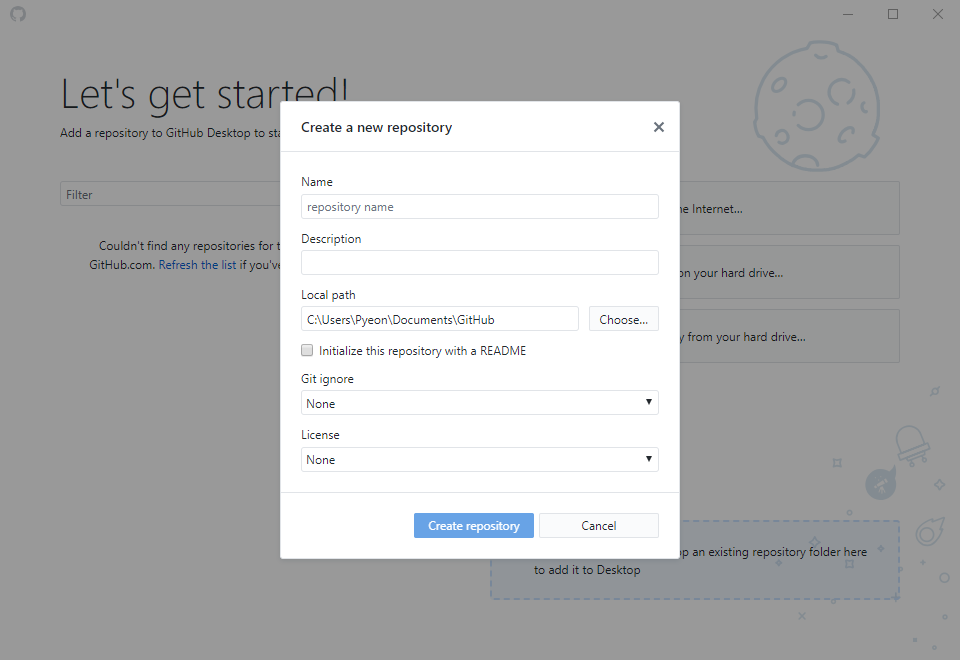 Let's get started!
Add a repository to GitHub Desktop to
Filter
Couldn't find any repositories for
GitHub.com. Refresh the list if you've
Internet...
on your hard drive...
from your hard drive...
an existing repository folder here
to add it to Desktop
Create a new repository
Name
repository name
Description
Local path
C:\Users\Pyeon\Documents\GitHub
Choose...
Initialize this repository with a README
Git ignore
None
License
None
Create repository
Cancel